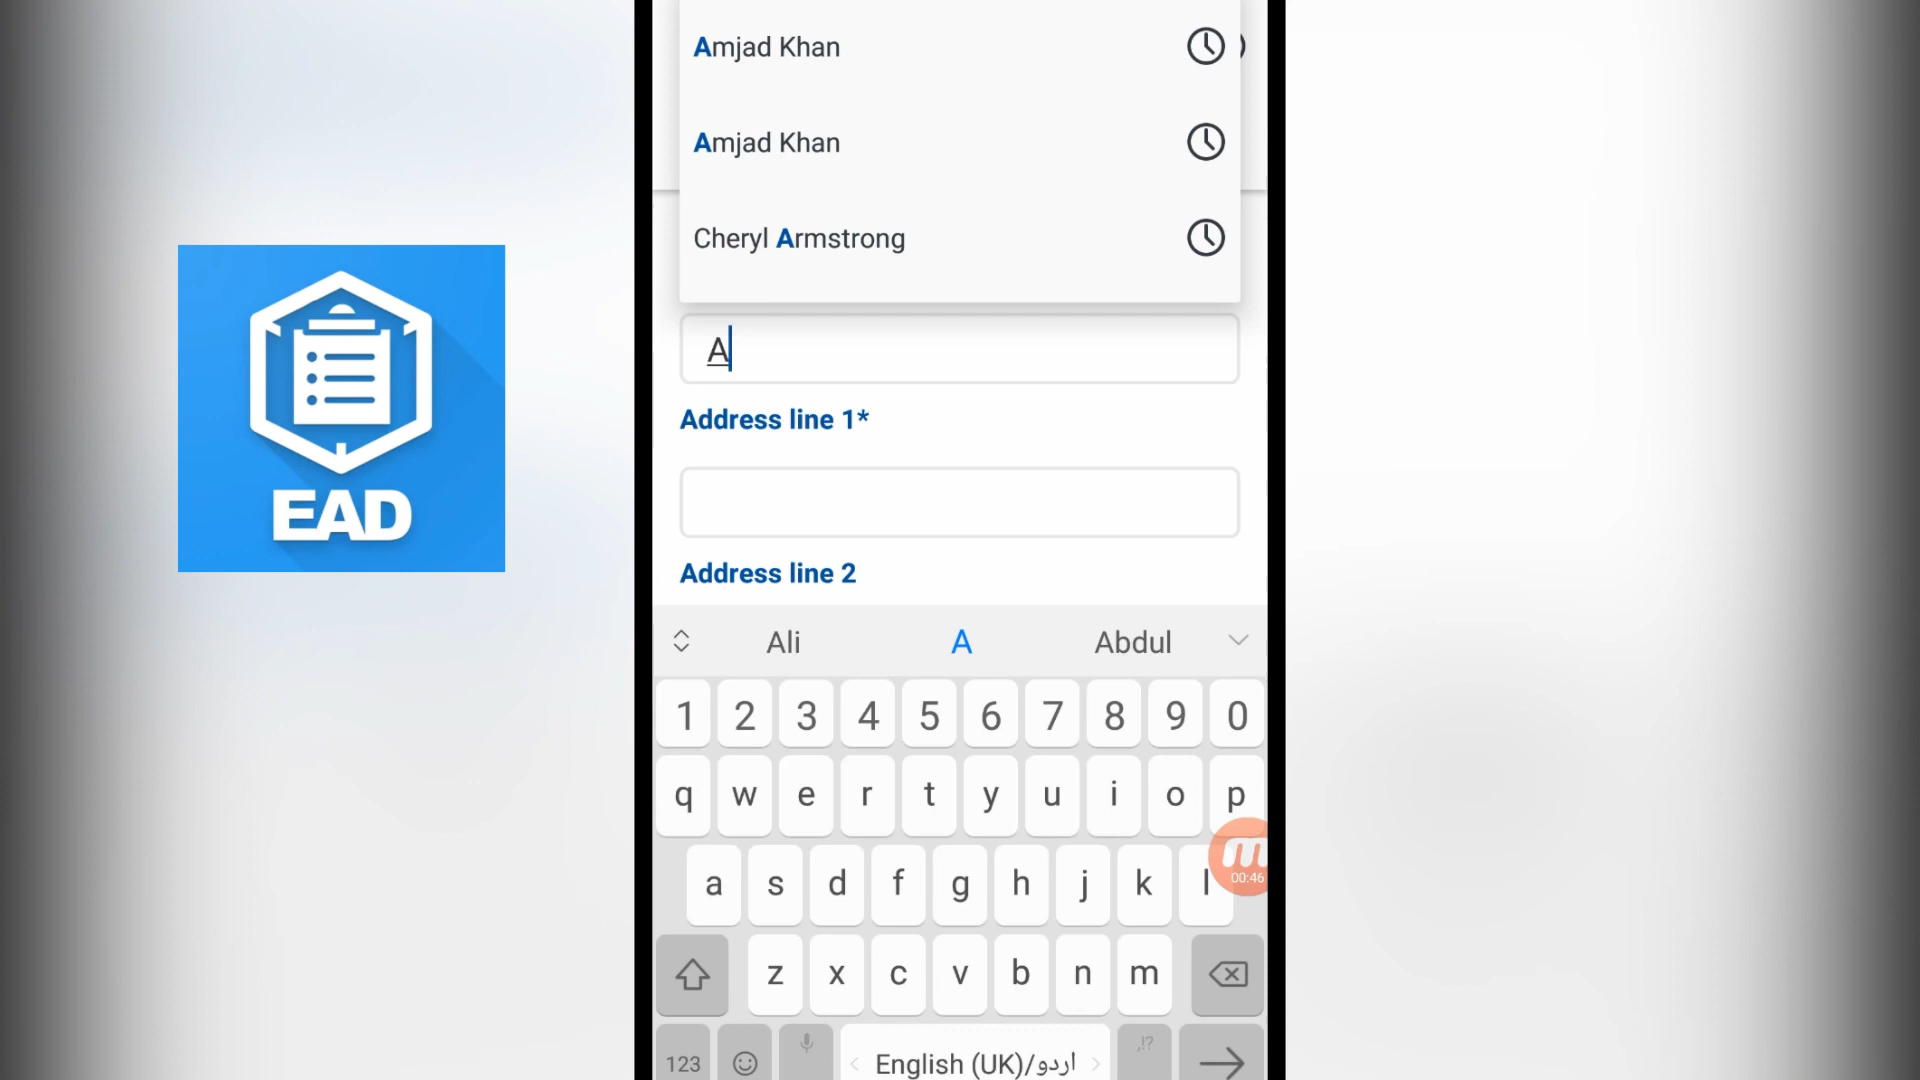 Amjad Khan
Amjad Khan
Cheryl Armstrong
A
Address line 1*
Address line 2
EAD
Ali A Abdul
1 2 3 4 5 6 7 8 9 0
q w e r t y u i o p
a s d f g h j k l
m
00:46
z x c v b n m
123 English (UK)/اردو ,!?